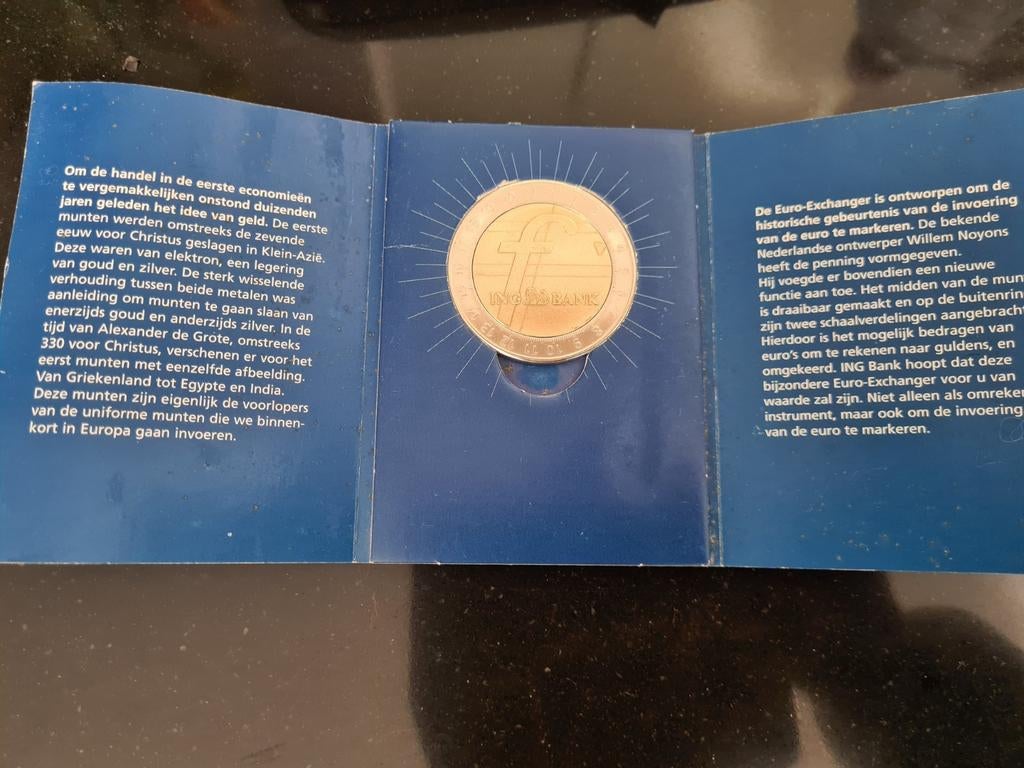 Om de handel in de eerste economieën
te vergemakkelijken onstond duizenden
jaren geleden het idee van geld. De eerste
munten werden omstreeks de zevende
eeuw voor Christus geslagen in Klein-Azië.
Deze waren van elektron, een legering
van goud en zilver. De sterk wisselende
verhouding tussen beide metalen was
aanleiding om munten te gaan slaan van
enerzijds goud en anderzijds zilver. In de
tijd van Alexander de Grote, omstreeks
330 voor Christus, verschenen er voor het
eerst munten met eenzelfde afbeelding.
Van Griekenland tot Egypte en India.
Deze munten zijn eigenlijk de voorlopers
van de uniforme munten die we binnen-
kort in Europa gaan invoeren.
f
ING BANK
De Euro-Exchanger is ontworpen om de
historische gebeurtenis van de invoering
van de euro te markeren. De bekende
Nederlandse ontwerper Willem Noyons
heeft de penning vormgegeven.
Hij voegde er bovendien een nieuwe
functie aan toe. Het midden van de mun
is draaibaar gemaakt en op de buitenrin
zijn twee schaalverdelingen aangebracht
Hierdoor is het mogelijk bedragen van
euro's om te rekenen naar guldens, en
omgekeerd. ING Bank hoopt dat deze
bijzondere Euro-Exchanger voor u van
waarde zal zijn. Niet alleen als omreken
instrument, maar ook om de invoering
van de euro te markeren.